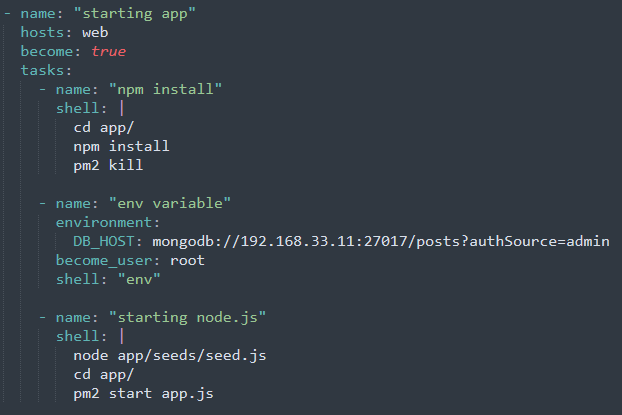 - name: "starting app"
  hosts: web
  become: true
  tasks:
    - name: "npm install"
      shell: |
        cd app/
        npm install
        pm2 kill

    - name: "env variable"
      environment:
        DB_HOST: mongodb://192.168.33.11:27017/posts?authSource=admin
      become_user: root
      shell: "env"

    - name: "starting node.js"
      shell: |
        node app/seeds/seed.js
        cd app/
        pm2 start app.js